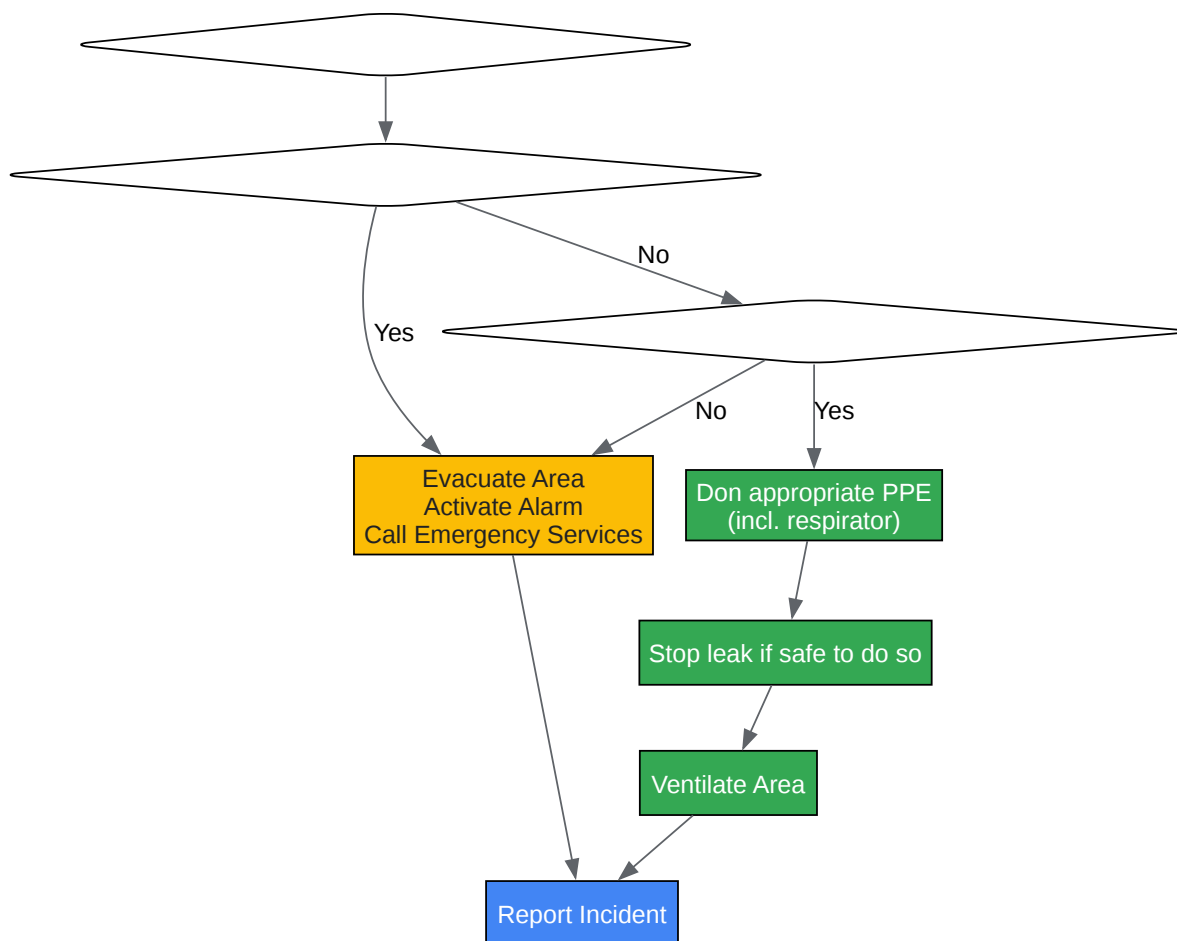 No
Yes
No
Yes
Evacuate Area
Activate Alarm
Call Emergency Services
Don appropriate PPE
(incl. respirator)
Stop leak if safe to do so
Ventilate Area
Report Incident